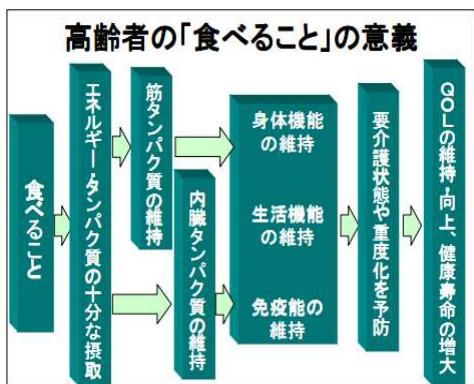 高齢者の「食べること」の意義
食べること
エネルギー・タンパク質の十分な摂取
筋タンパク質の維持
内臓タンパク質の維持
身体機能
の維持
生活機能
の維持
免疫能の
維持
要介護状態や重度化を予防
QOLの維持・向上、健康寿命の増大